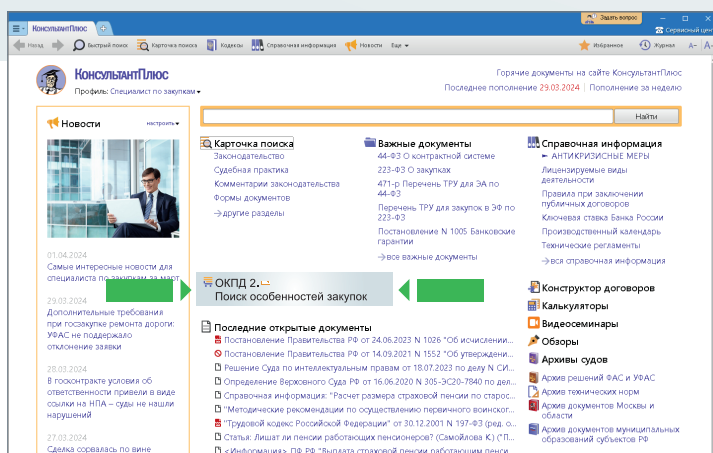 Задать вопрос
КонсультантПлюс
Сервисный цен
Назад
Быстрый поиск
Карточка поиска
Кодексы
Справочная информация
Новости
Еще
Избранное
Журнал
А–
А
КонсультантПлюс
Профиль: Специалист по закупкам
Горячие документы на сайте КонсультантПлюс
Последнее пополнение 29.03.2024 | Пополнение за неделю
Найти
Новости
настроить
01.04.2024
Самые интересные новости для
специалиста по закупкам за март
29.03.2024
Дополнительные требования
при госзакупке ремонта дороги:
УФАС не поддержало
отклонение заявки
28.03.2024
В госконтракте условия об
ответственности привели в виде
ссылки на НПА – суды не нашли
нарушений
27.03.2024
Сделка сорвалась по вине
Карточка поиска
Законодательство
Судебная практика
Комментарии законодательства
Формы документов
другие разделы
Важные документы
44-ФЗ О контрактной системе
223-ФЗ О закупках
471-р Перечень ТРУ для ЭА по
44-ФЗ
Перечень ТРУ для закупок в ЭФ по
223-ФЗ
Постановление N 1005 Банковские
гарантии
все важные документы
Справочная информация
АНТИКРИЗИСНЫЕ МЕРЫ
Лицензируемые виды
деятельности
Правила при заключении
публичных договоров
Ключевая ставка Банка России
Производственный календарь
Технические регламенты
вся справочная информация
ОКПД 2.
Поиск особенностей закупок
Последние открытые документы
Постановление Правительства РФ от 24.06.2023 N 1026 "Об исчислении...
Постановление Правительства РФ от 14.09.2021 N 1552 "Об утверждени...
Решение Суда по интеллектуальным правам от 18.07.2023 по делу N СИ...
Определение Верховного Суда РФ от 16.06.2020 N 305-ЭС20-7840 по дел...
Справочная информация: "Расчет размера страховой пенсии по старос...
"Методические рекомендации по осуществлению первичного воинског...
"Трудовой кодекс Российской Федерации" от 30.12.2001 N 197-ФЗ (ред. о...
Статья: Лишат ли пенсии работающих пенсионеров? (Самойлова К.) ("П...
<Информация> ПФ РФ "Выплата страховой пенсии работающим пенси...
Конструктор договоров
Калькуляторы
Видеосеминары
Обзоры
Архивы судов
Архив решений ФАС и УФАС
Архив технических норм
Архив документов Москвы и
области
Архив документов муниципальных
образований субъектов РФ